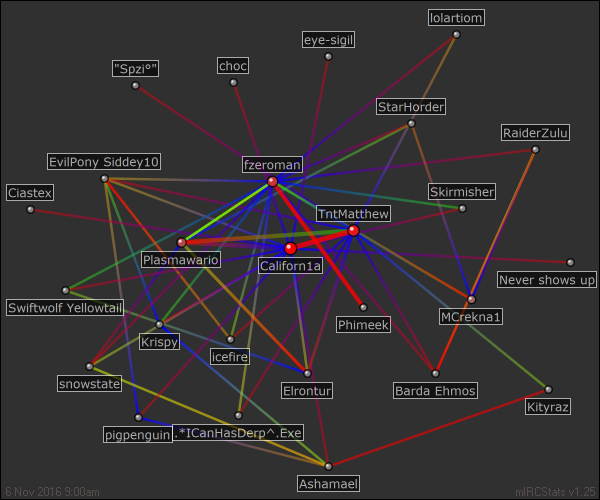 lolartiom
eye-sigil
choc
"Spzi°"
StarHorder
RaiderZulu
EvilPony Siddey10
fzeroman
Ciastex
Skirmisher
TntMatthew
Plasmawario
Californ1a
Never shows up
Swiftwolf Yellowtail
MCrekna1
Phimeek
Krispy
icefire
snowstate
Elrontur
Barda Ehmos
Kityraz
pigpenguin
.*ICanHasDerp^.Exe
Ashamael
6 Nov 2016 9:00am
mIRCStats v1.25